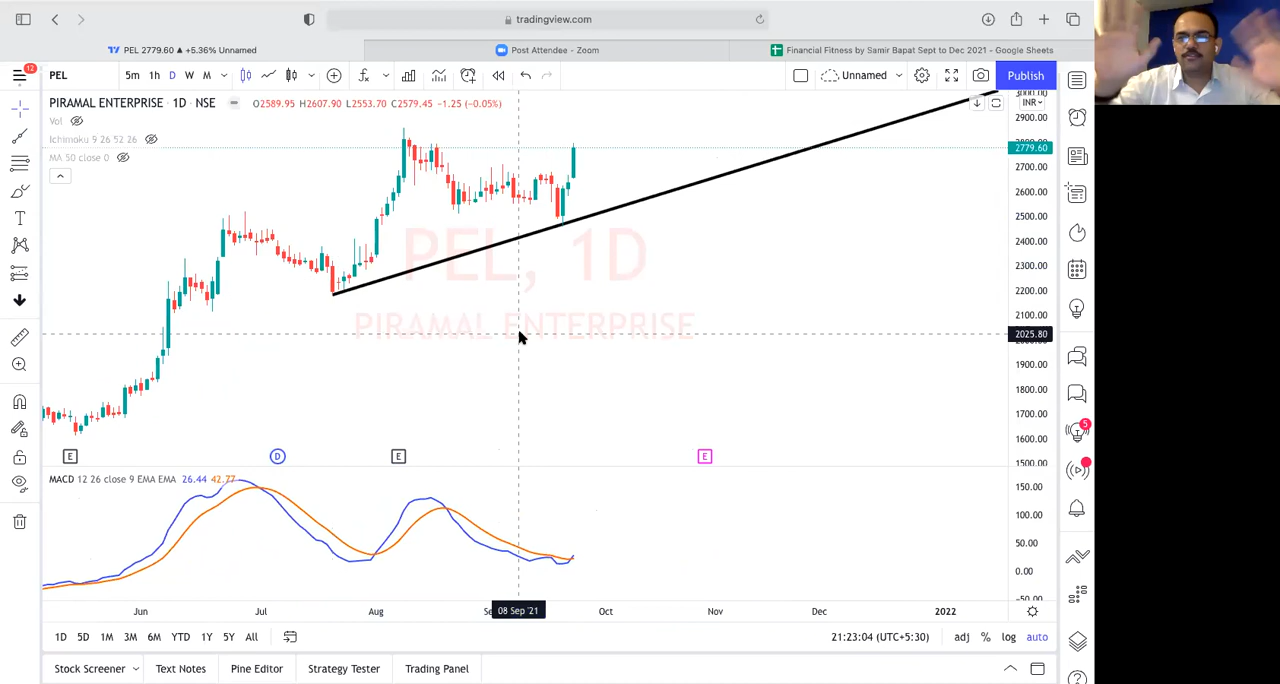 tradingview.com
PEL 2779.60 ▲ +5.36% Unnamed
Post Attendee - Zoom
Financial Fitness by Samir Bapat Sept to Dec 2021 - Google Sheets
12
PEL
5m 1h D W M
Unnamed
Publish
PIRAMAL ENTERPRISE · 1D · NSE
O2589.95 H2607.90 L2553.70 C2579.45 -1.25 (-0.05%)
INR
Vol
Ichimoku 9 26 52 26
MA 50 close 0
3000.00
2900.00
2779.60
2700.00
2600.00
2500.00
2400.00
2300.00
2200.00
2100.00
2025.80
1900.00
1800.00
1700.00
1600.00
1500.00
PEL, 1D
PIRAMAL ENTERPRISE
E
D
E
E
5
MACD 12 26 close 9 EMA EMA 26.44 42.77
150.00
100.00
50.00
0.00
-50.00
Jun
Jul
Aug
08 Sep '21
Oct
Nov
Dec
2022
1D 5D 1M 3M 6M YTD 1Y 5Y All
21:23:04 (UTC+5:30)
adj % log auto
Stock Screener
Text Notes
Pine Editor
Strategy Tester
Trading Panel